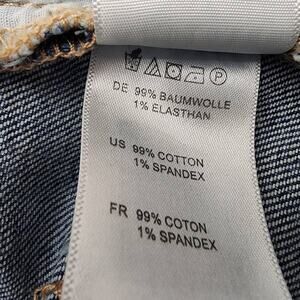 DE 99% BAUMWOLLE
1% ELASTHAN
US 99% COTTON
1% SPANDEX
FR 99% COTON
1% SPANDEX